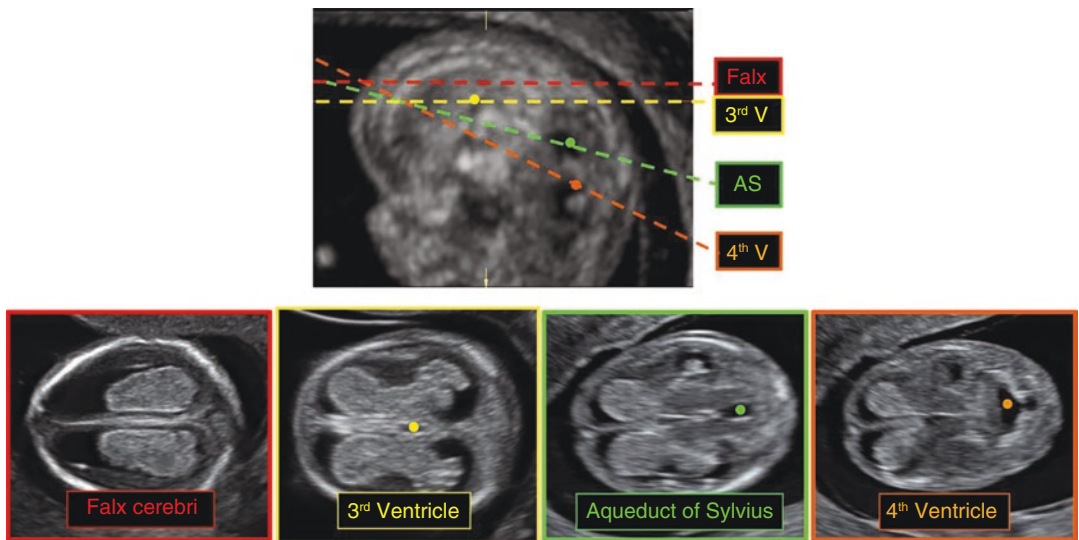 Falx
3rd V
AS
4th V
Falx cerebri
3rd Ventricle
Aqueduct of Sylvius
4th Ventricle